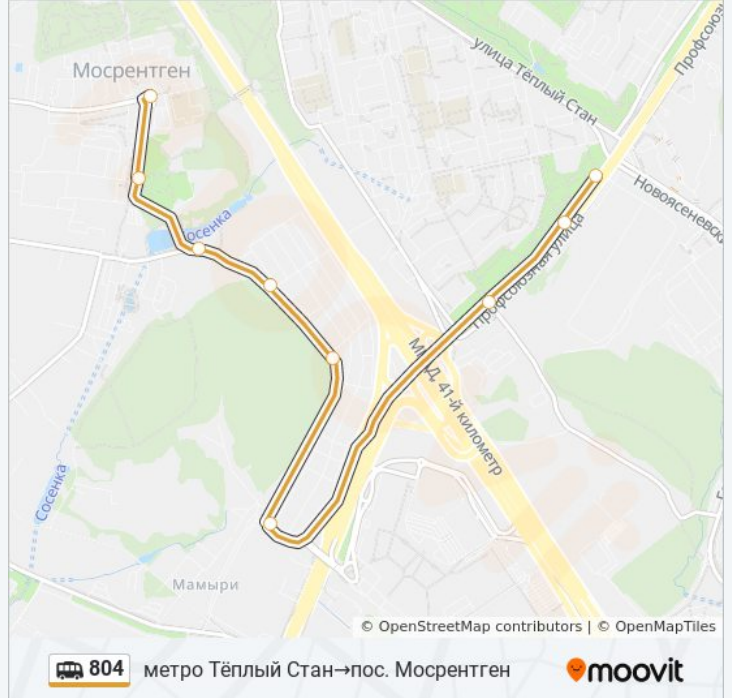 Профсоюзн
улица Тёплый Стан
Мосрентген
Новоясеневск
Сосенка
Профсоюзная улица
МКАД, 41-й километр
Сосенка
Мамыри
© OpenStreetMap contributors | © OpenMapTiles
804 метро Тёплый Стан→пос. Мосрентген
moovit